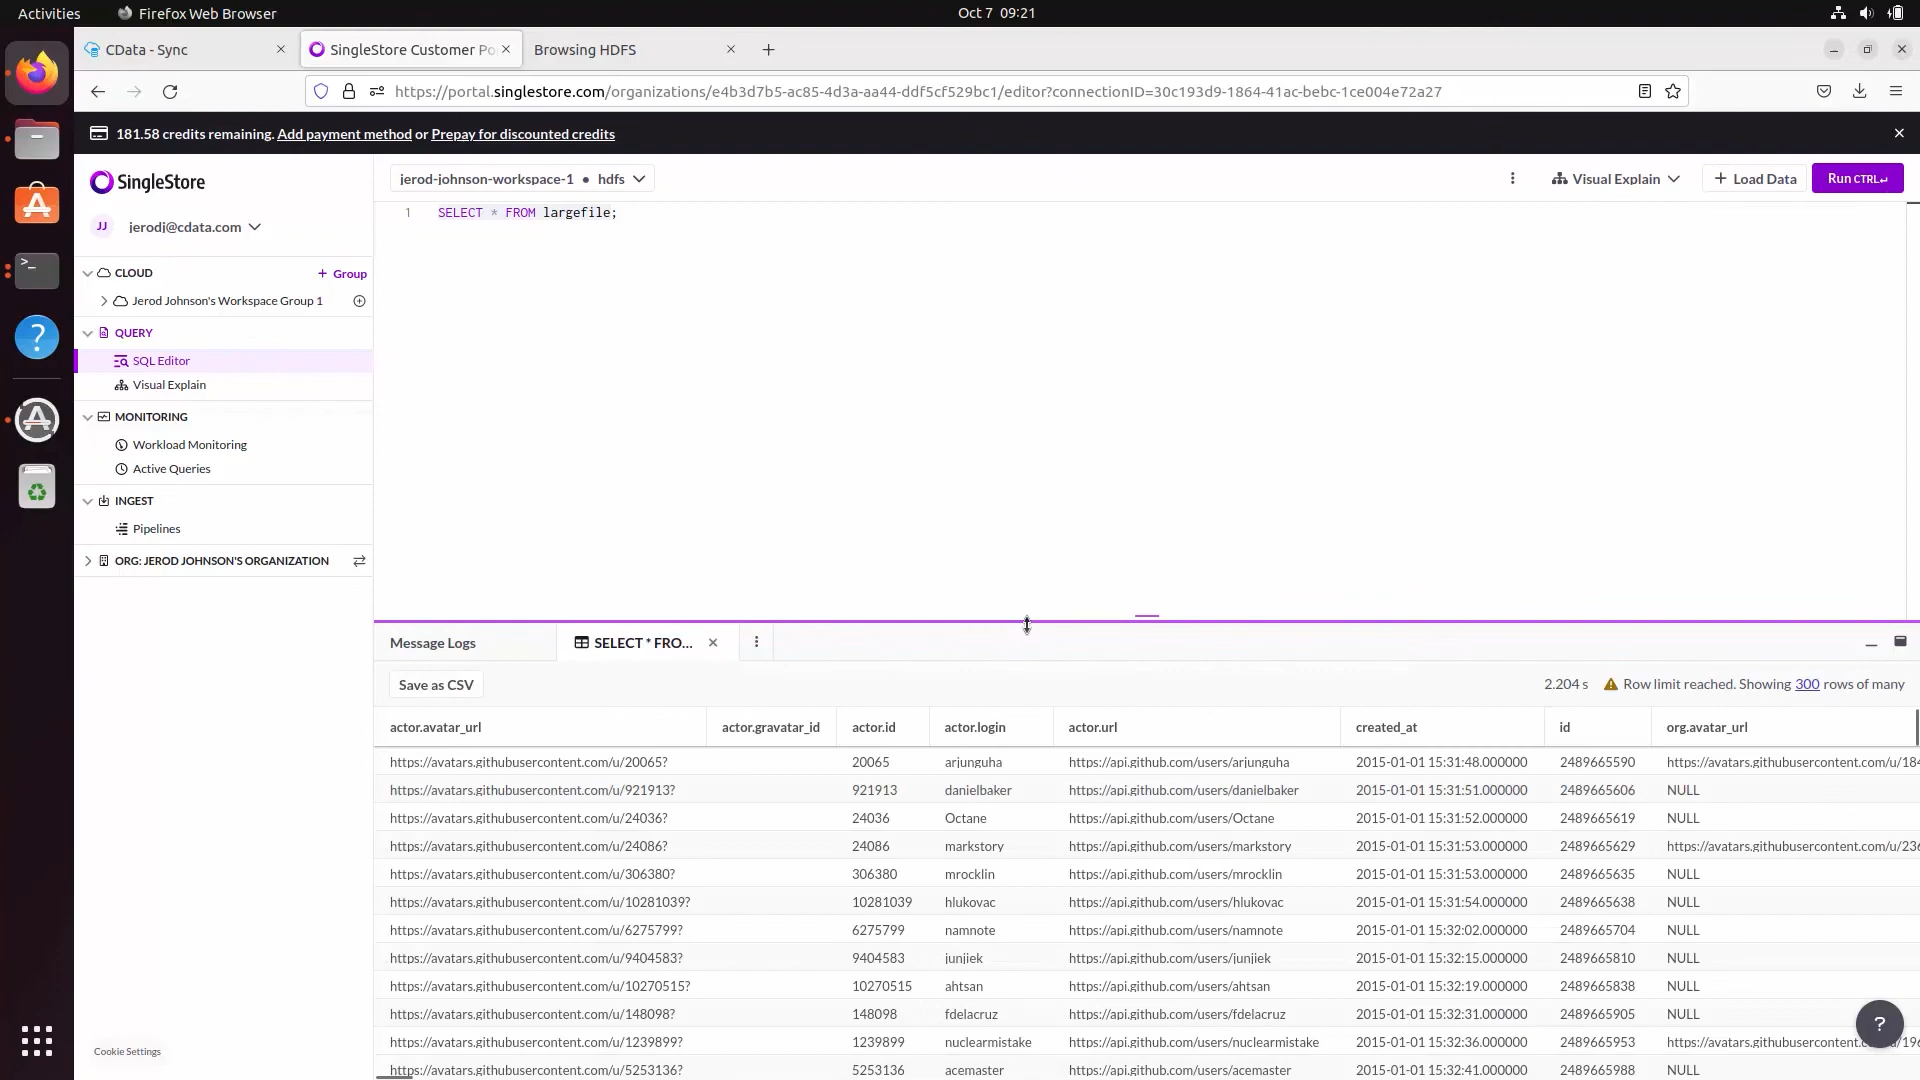 Activities
Firefox Web Browser
Oct 7 09:21
CData - Sync
SingleStore Customer Po
Browsing HDFS
https://portal.singlestore.com/organizations/e4b3d7b5-ac85-4d3a-aa44-ddf5cf529bc1/editor?connectionID=30c193d9-1864-41ac-bebc-1ce004e72a27
181.58 credits remaining. Add payment method or Prepay for discounted credits
SingleStore
jerod-johnson-workspace-1 • hdfs
Visual Explain
+ Load Data
Run CTRL↵
1 SELECT * FROM largefile;
JJ jerodj@cdata.com
CLOUD
+ Group
Jerod Johnson's Workspace Group 1
QUERY
SQL Editor
Visual Explain
MONITORING
Workload Monitoring
Active Queries
INGEST
Pipelines
ORG: JEROD JOHNSON'S ORGANIZATION
Cookie Settings
Message Logs
SELECT * FRO...
Save as CSV
2.204 s
Row limit reached. Showing 300 rows of many
actor.avatar_url actor.gravatar_id actor.id actor.login actor.url created_at id org.avatar_url
https://avatars.githubusercontent.com/u/20065? 20065 arjunguha https://api.github.com/users/arjunguha 2015-01-01 15:31:48.000000 2489665590 https://avatars.githubusercontent.com/u/184
https://avatars.githubusercontent.com/u/921913? 921913 danielbaker https://api.github.com/users/danielbaker 2015-01-01 15:31:51.000000 2489665606 NULL
https://avatars.githubusercontent.com/u/24036? 24036 Octane https://api.github.com/users/Octane 2015-01-01 15:31:52.000000 2489665619 NULL
https://avatars.githubusercontent.com/u/24086? 24086 markstory https://api.github.com/users/markstory 2015-01-01 15:31:53.000000 2489665629 https://avatars.githubusercontent.com/u/236
https://avatars.githubusercontent.com/u/306380? 306380 mrocklin https://api.github.com/users/mrocklin 2015-01-01 15:31:53.000000 2489665635 NULL
https://avatars.githubusercontent.com/u/10281039? 10281039 hlukovac https://api.github.com/users/hlukovac 2015-01-01 15:31:54.000000 2489665638 NULL
https://avatars.githubusercontent.com/u/6275799? 6275799 namnote https://api.github.com/users/namnote 2015-01-01 15:32:02.000000 2489665704 NULL
https://avatars.githubusercontent.com/u/9404583? 9404583 junjiek https://api.github.com/users/junjiek 2015-01-01 15:32:15.000000 2489665810 NULL
https://avatars.githubusercontent.com/u/10270515? 10270515 ahtsan https://api.github.com/users/ahtsan 2015-01-01 15:32:19.000000 2489665838 NULL
https://avatars.githubusercontent.com/u/148098? 148098 fdelacruz https://api.github.com/users/fdelacruz 2015-01-01 15:32:31.000000 2489665905 NULL
https://avatars.githubusercontent.com/u/1239899? 1239899 nuclearmistake https://api.github.com/users/nuclearmistake 2015-01-01 15:32:36.000000 2489665953 https://avatars.githubusercontent.c
https://avatars.githubusercontent.com/u/5253136? 5253136 acemaster https://api.github.com/users/acemaster 2015-01-01 15:32:41.000000 2489665988 NULL